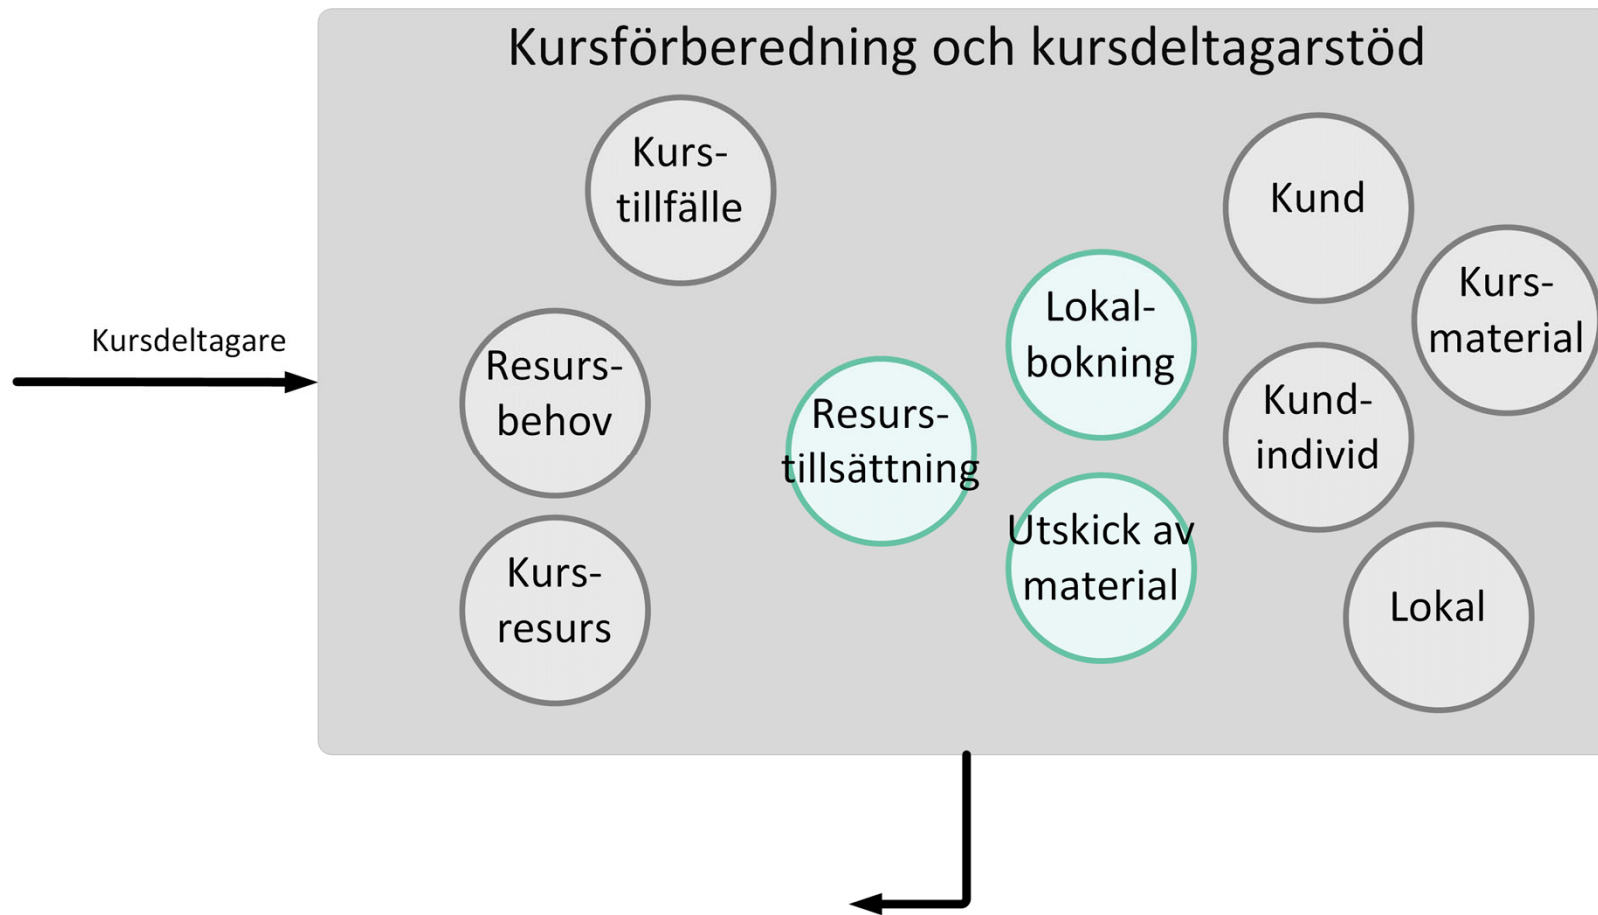 Kursförberedning och kursdeltagarstöd
Kurs-
tillfälle
Kund
Kurs-
material
Lokal-
bokning
Kursdeltagare
Resurs-
behov
Resurs-
tillsättning
Kund-
individ
Utskick av
material
Kurs-
resurs
Lokal